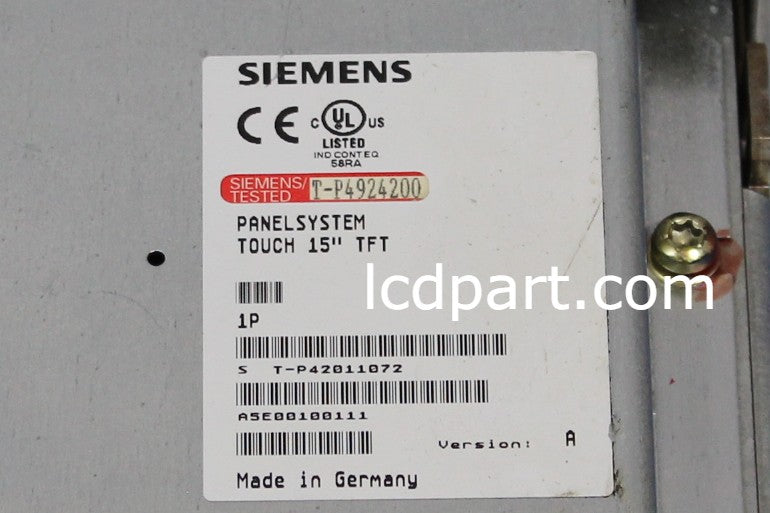 SIEMENS
CE
C UL US
LISTED
IND CONT EQ
58RA
SIEMENS/
TESTED T-P4924200
PANELSYSTEM
TOUCH 15" TFT
lcdpart.com
1P
S T-P42011072
A5E00100111
Version: A
Made in Germany